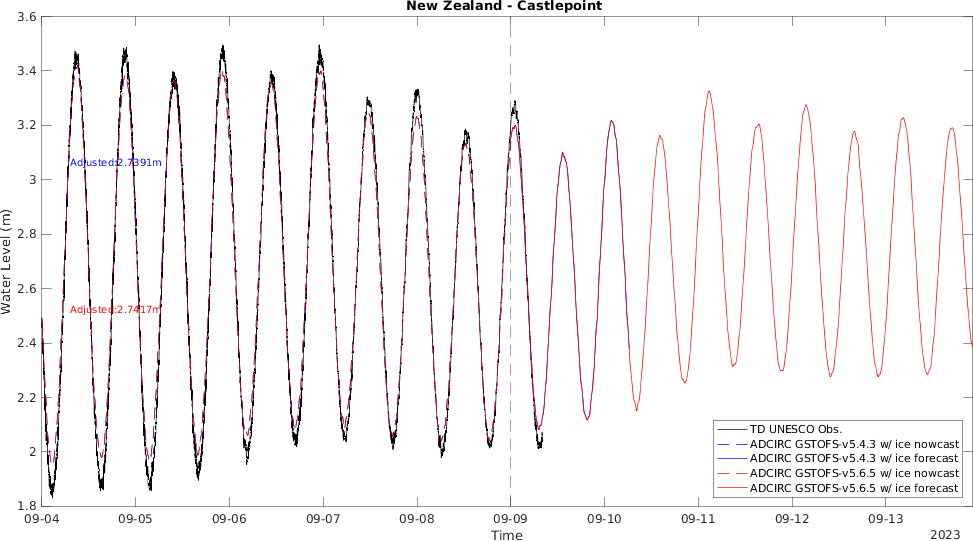 New Zealand - Castlepoint
3.6
3.4
3.2
3
2.8
2.6
2.4
2.2
2
1.8
Water Level (m)
Adjusted:2.7391m
Adjusted:2.7417m
TD UNESCO Obs.
ADCIRC GSTOFS-v5.4.3 w/ ice nowcast
ADCIRC GSTOFS-v5.4.3 w/ ice forecast
ADCIRC GSTOFS-v5.6.5 w/ ice nowcast
ADCIRC GSTOFS-v5.6.5 w/ ice forecast
09-04 09-05 09-06 09-07 09-08 09-09 09-10 09-11 09-12 09-13
Time
2023